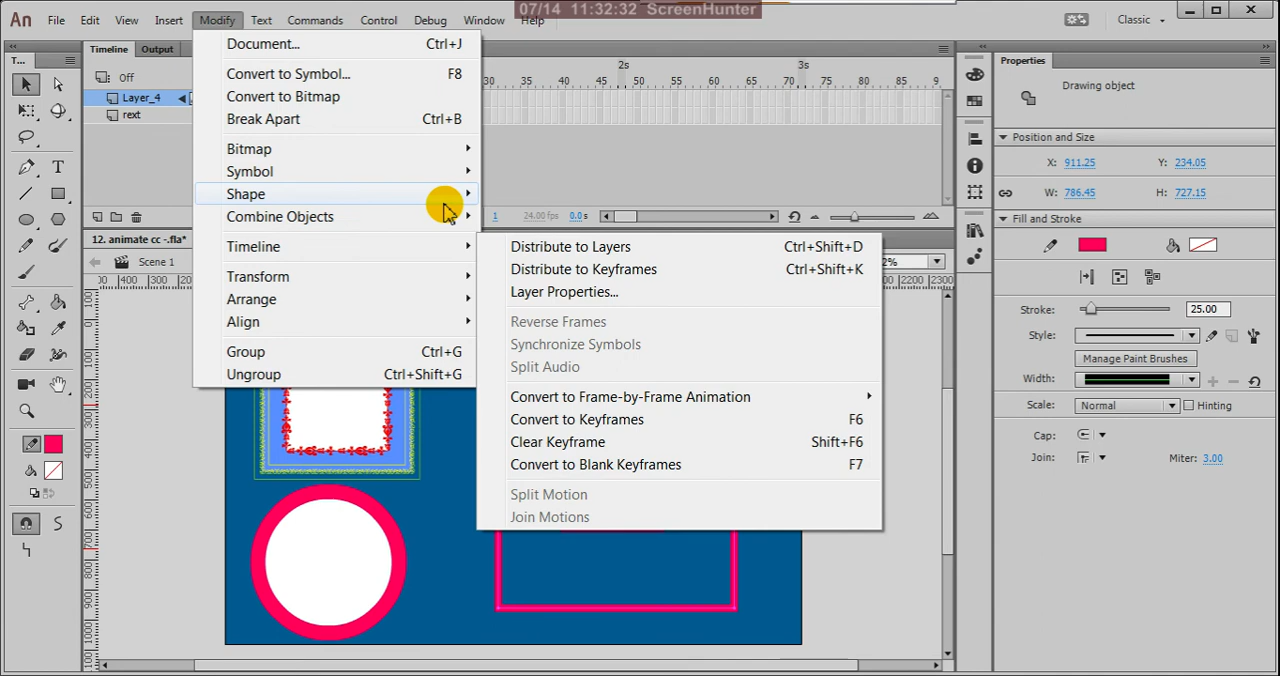 07/14 11:32:32 ScreenHunter
An File Edit View Insert Modify Text Commands Control Debug Window Help Classic
Timeline Output
T...
Off
Layer_4
rext
2s 3s
30 35 40 45 50 55 60 65 70 75 80 85 9
1 24.00 fps 0.0s
12. animate cc -.fla*
Scene 1
Document... Ctrl+J
Convert to Symbol... F8
Convert to Bitmap
Break Apart Ctrl+B
Bitmap
Symbol
Shape
Combine Objects
Timeline
Transform
Arrange
Align
Group Ctrl+G
Ungroup Ctrl+Shift+G
Distribute to Layers Ctrl+Shift+D
Distribute to Keyframes Ctrl+Shift+K
Layer Properties...
Reverse Frames
Synchronize Symbols
Split Audio
Convert to Frame-by-Frame Animation
Convert to Keyframes F6
Clear Keyframe Shift+F6
Convert to Blank Keyframes F7
Split Motion
Join Motions
Properties
Drawing object
Position and Size
X: 911.25 Y: 234.05
W: 786.45 H: 727.15
Fill and Stroke
Stroke: 25.00
Style:
Manage Paint Brushes
Width:
Scale: Normal Hinting
Cap:
Join: Miter: 3.00